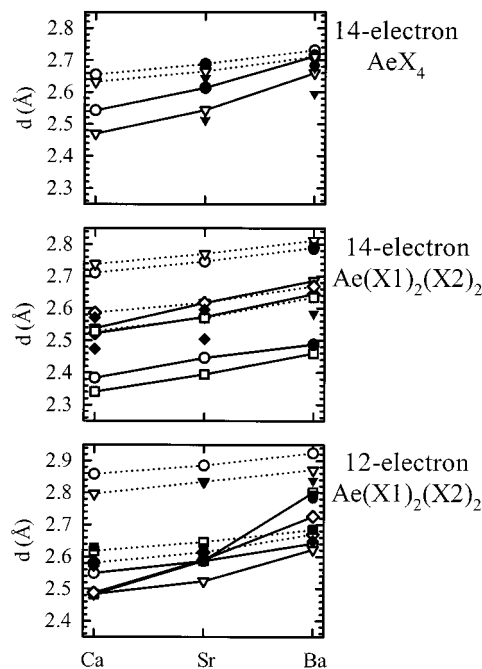 2.8
2.7
2.6
2.5
2.4
2.3
d (Å)
14-electron
AeX4
2.8
2.7
2.6
2.5
2.4
2.3
d (Å)
14-electron
Ae(X1)2(X2)2
2.9
2.8
2.7
2.6
2.5
2.4
d (Å)
12-electron
Ae(X1)2(X2)2
Ca Sr Ba